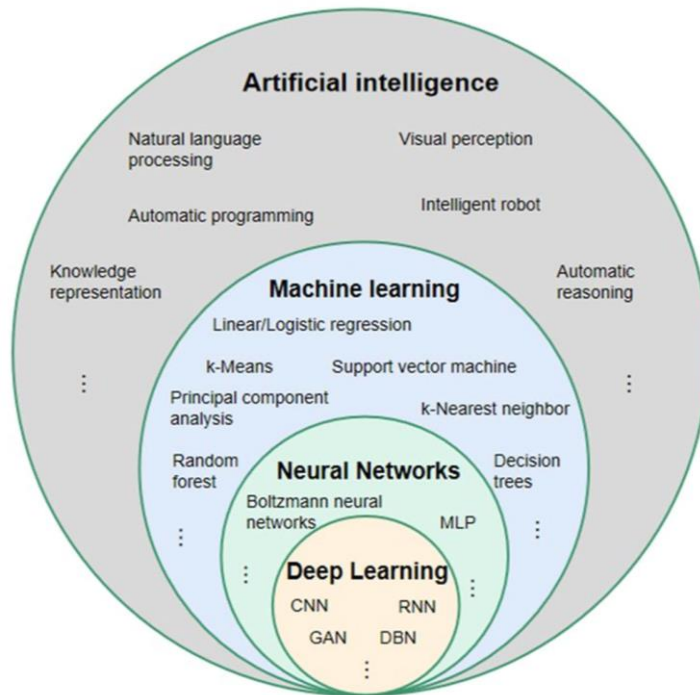 Artificial intelligence
Natural language
processing
Visual perception
Automatic programming
Intelligent robot
Knowledge
representation
Automatic
reasoning
Machine learning
Linear/Logistic regression
k-Means
Support vector machine
Principal component
analysis
k-Nearest neighbor
Random
forest
Decision
trees
Neural Networks
Boltzmann neural
networks
MLP
Deep Learning
CNN
RNN
GAN
DBN